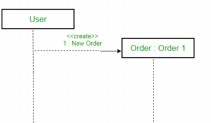 User
<<create>>
1 : New Order
Order : Order 1